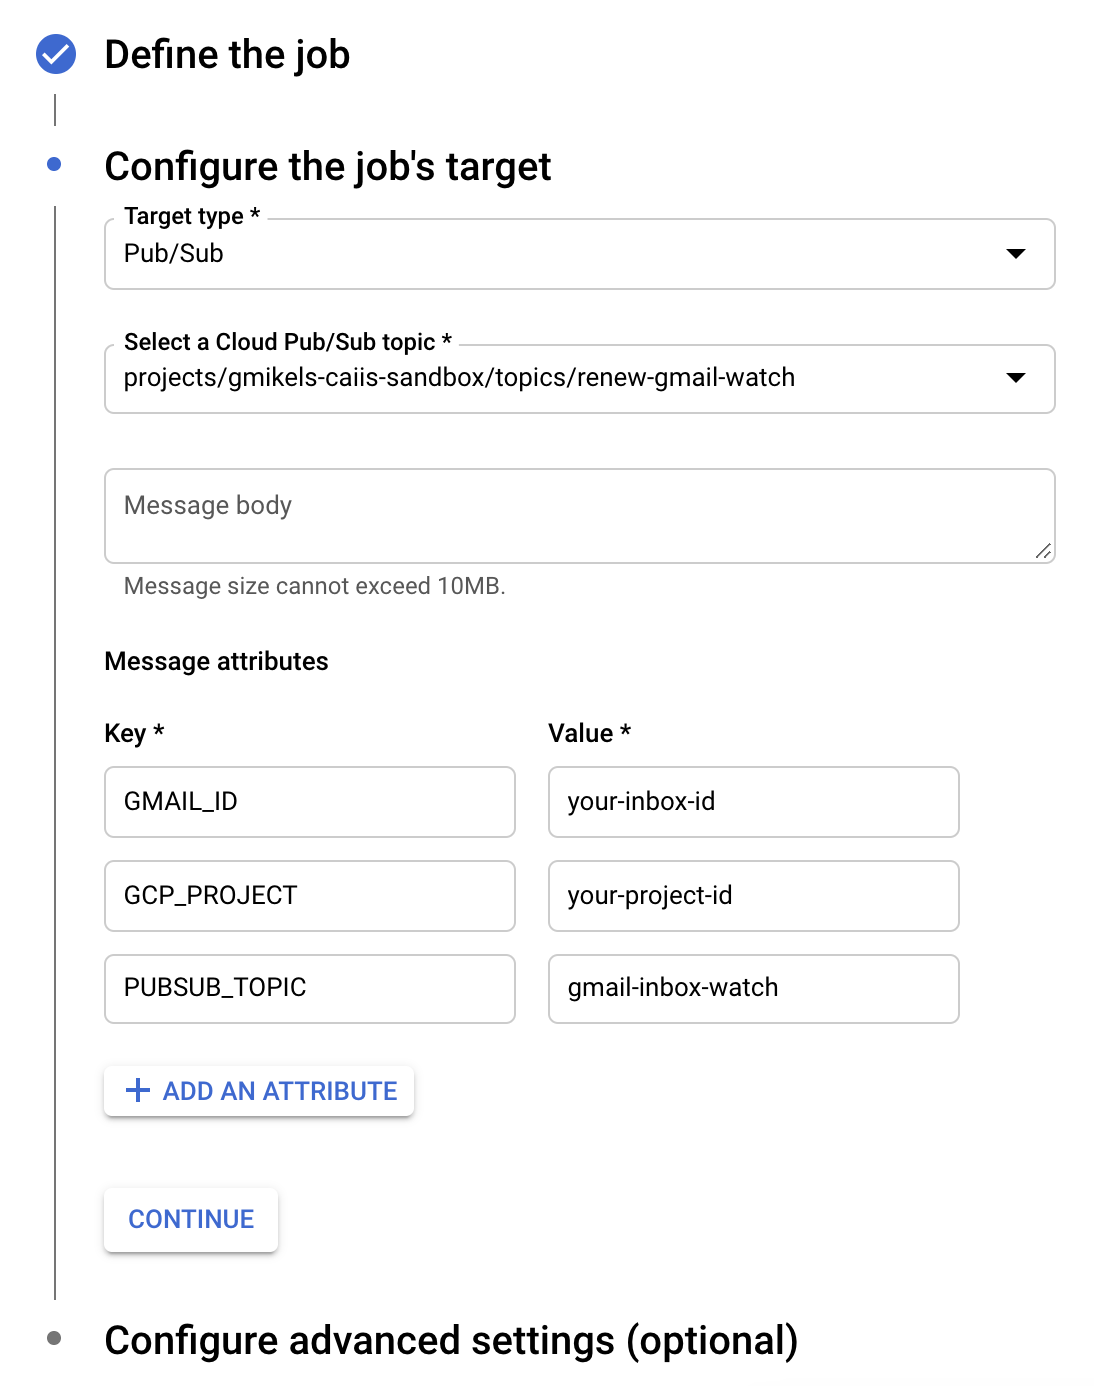 Define the job
Configure the job's target
Target type *
Pub/Sub
Select a Cloud Pub/Sub topic *
projects/gmikels-caiis-sandbox/topics/renew-gmail-watch
Message body
Message size cannot exceed 10MB.
Message attributes
Key * Value *
GMAIL_ID your-inbox-id
GCP_PROJECT your-project-id
PUBSUB_TOPIC gmail-inbox-watch
+ ADD AN ATTRIBUTE
CONTINUE
Configure advanced settings (optional)